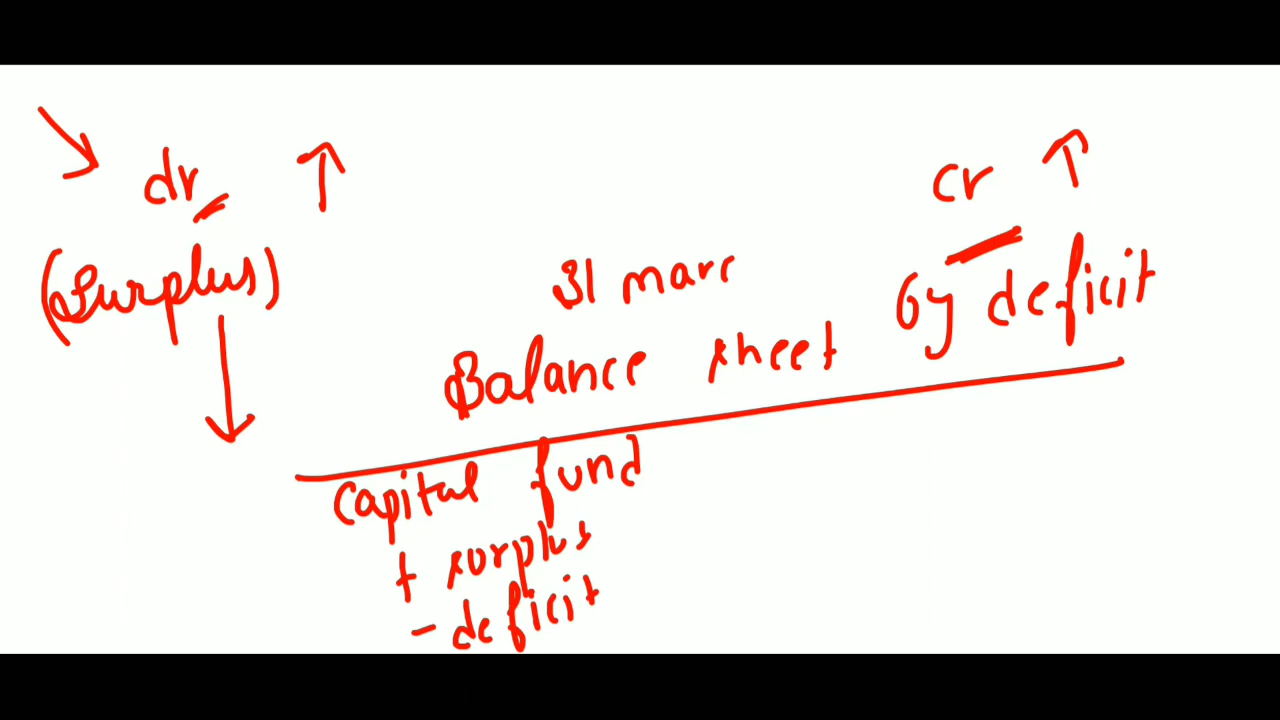 dr
(Surplus)
cr
By deficit
31 marc
Balance sheet
Capital fund
+ surplus
- deficit